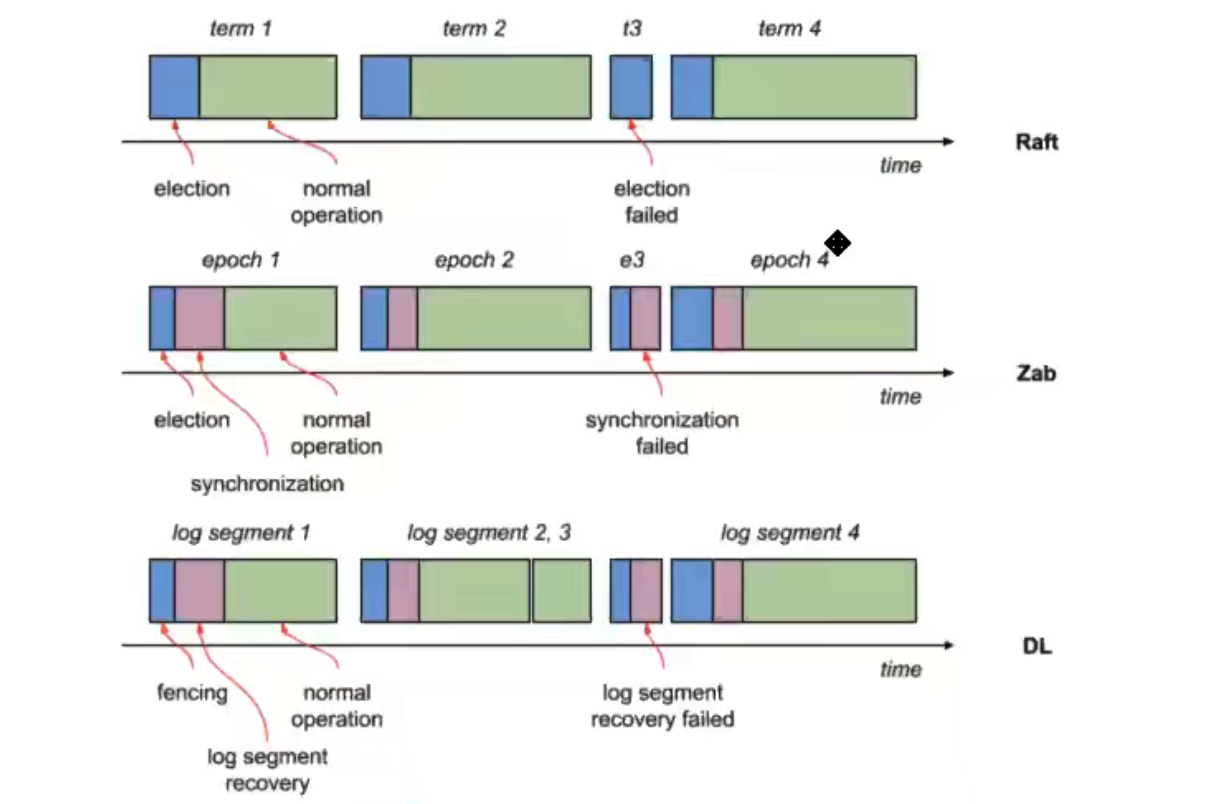 term 1
term 2
t3
term 4
Raft
time
election
normal
operation
election
failed
epoch 1
epoch 2
e3
epoch 4
Zab
time
election
normal
operation
synchronization
failed
synchronization
log segment 1
log segment 2, 3
log segment 4
DL
time
fencing
normal
operation
log segment
recovery failed
log segment
recovery